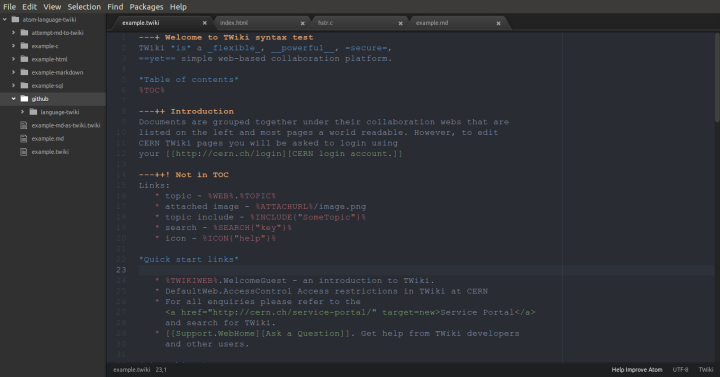 File Edit View Selection Find Packages Help
atom-language-twiki
attempt-md-to-twiki
example-c
example-html
example-markdown
example-sql
github
language-twiki
example-md-as-twiki.twiki
example.md
example.twiki
example.twiki index.html fstr.c example.md
---+ Welcome to TWiki syntax test
TWiki *is* a _flexible_, __powerful__, =secure=,
==yet== simple web-based collaboration platform.
*Table of contents*
%TOC%
---++ Introduction
Documents are grouped together under their collaboration webs that are
listed on the left and most pages a world readable. However, to edit
CERN TWiki pages you will be asked to login using
your [[http://cern.ch/login][CERN login account.]]
---++! Not in TOC
Links:
* topic - %WEB%.%TOPIC%
* attached image - %ATTACHURL%/image.png
* topic include - %INCLUDE{"SomeTopic"}%
* search - %SEARCH{"key"}%
* icon - %ICON{"help"}%
*Quick start links*
23
* %TWIKIWEB%.WelcomeGuest - an introduction to TWiki.
* DefaultWeb.AccessControl Access restrictions in TWiki at CERN
* For all enquiries please refer to the
<a href="http://cern.ch/service-portal/" target=new>Service Portal</a>
and search for TWiki.
* [[Support.WebHome][Ask a Question]]. Get help from TWiki developers
and other users.
example.twiki 23,1 Help Improve Atom UTF-8 TWiki